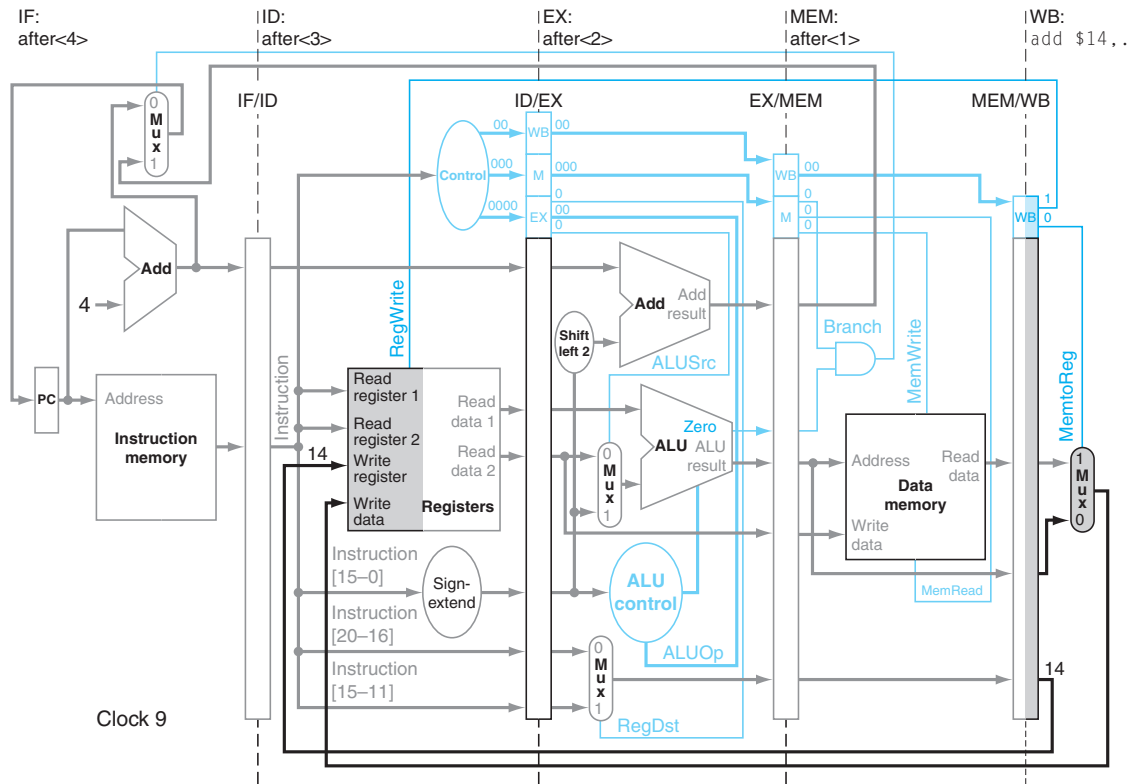 IF:
after<4>
ID:
after<3>
EX:
after<2>
MEM:
after<1>
WB:
add $14,.
IF/ID
ID/EX
EX/MEM
MEM/WB
0
Mux
1
Control
00
000
0000
WB
M
EX
00
000
0
00
0
WB
M
00
0
0
0
WB
1
0
Add
4
RegWrite
Add
Add
result
Shift
left 2
Branch
ALUSrc
MemWrite
MemtoReg
PC
Address
Instruction
memory
Instruction
Read
register 1
Read
register 2
14
Write
register
Write
data
Registers
Read
data 1
Read
data 2
0
Mux
1
Zero
ALU
ALU
result
Address
Read
data
Data
memory
Write
data
1
Mux
0
Instruction
[15–0]
Sign-
extend
ALU
control
MemRead
Instruction
[20–16]
ALUOp
Instruction
[15–11]
0
Mux
1
RegDst
14
Clock 9